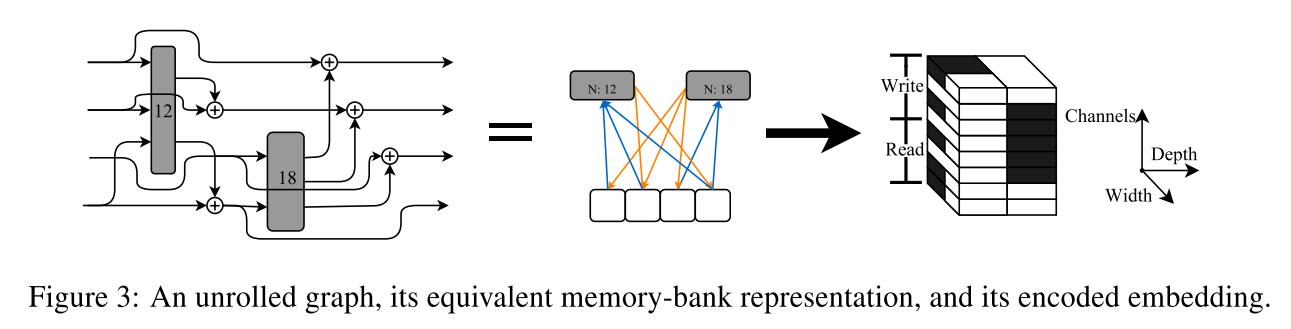 12
18
N: 12
N: 18
Write
Read
Channels
Depth
Width
Figure 3: An unrolled graph, its equivalent memory-bank representation, and its encoded embedding.